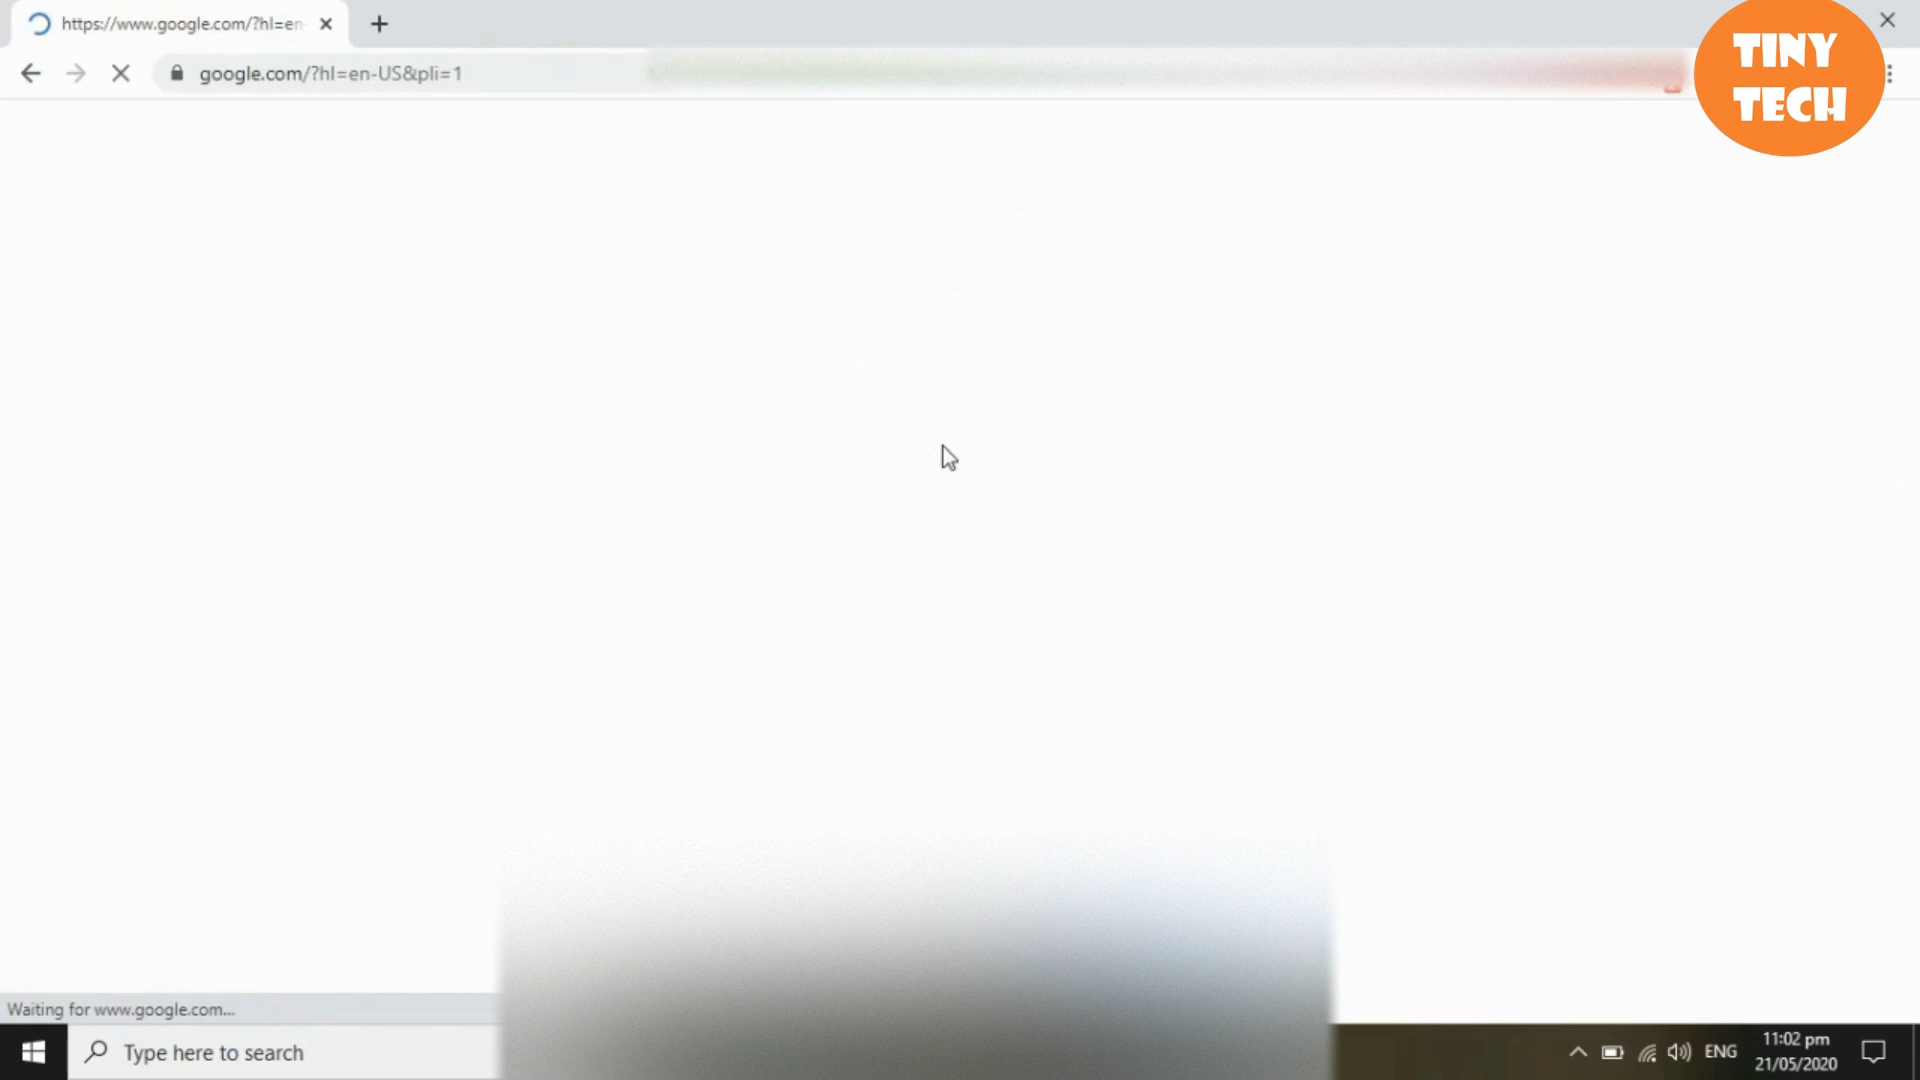 https://www.google.com/?hl=en-
google.com/?hl=en-US&pli=1
TINY
TECH
Waiting for www.google.com...
Type here to search
ENG
11:02 pm
21/05/2020